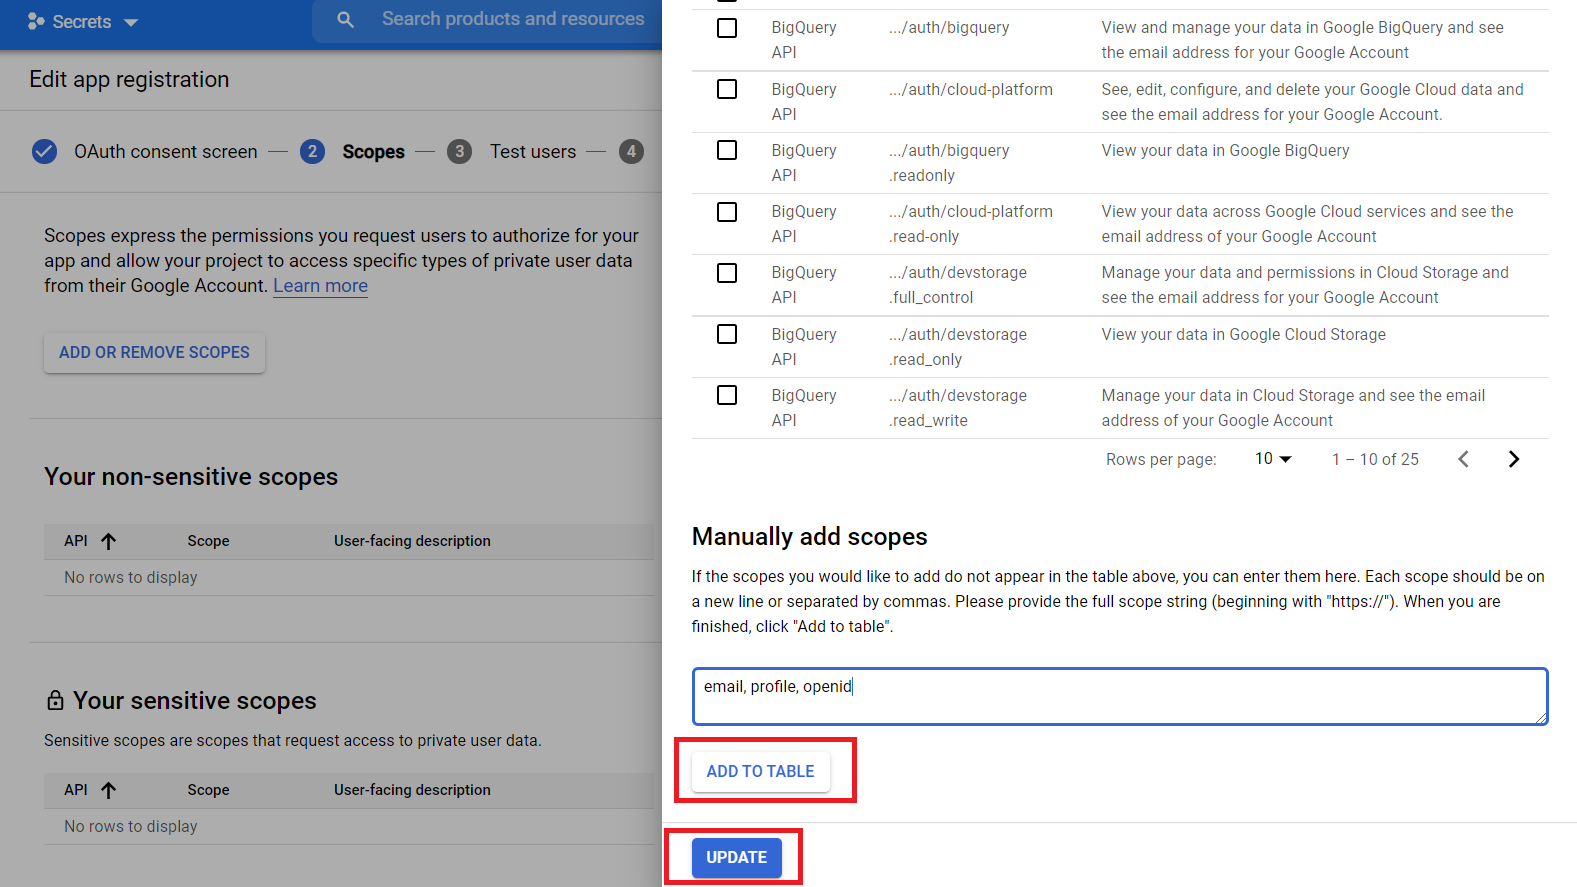 Secrets
Search products and resources
Edit app registration
OAuth consent screen — 2 Scopes — 3 Test users — 4
Scopes express the permissions you request users to authorize for your
app and allow your project to access specific types of private user data
from their Google Account. Learn more
ADD OR REMOVE SCOPES
Your non-sensitive scopes
API Scope User-facing description
No rows to display
Your sensitive scopes
Sensitive scopes are scopes that request access to private user data.
API Scope User-facing description
No rows to display
BigQuery .../auth/bigquery View and manage your data in Google BigQuery and see
API the email address for your Google Account
BigQuery .../auth/cloud-platform See, edit, configure, and delete your Google Cloud data and
API see the email address for your Google Account.
BigQuery .../auth/bigquery View your data in Google BigQuery
API .readonly
BigQuery .../auth/cloud-platform View your data across Google Cloud services and see the
API .read-only email address of your Google Account
BigQuery .../auth/devstorage Manage your data and permissions in Cloud Storage and
API .full_control see the email address for your Google Account
BigQuery .../auth/devstorage View your data in Google Cloud Storage
API .read_only
BigQuery .../auth/devstorage Manage your data in Cloud Storage and see the email
API .read_write address of your Google Account
Rows per page: 10 1 – 10 of 25
Manually add scopes
If the scopes you would like to add do not appear in the table above, you can enter them here. Each scope should be on
a new line or separated by commas. Please provide the full scope string (beginning with "https://"). When you are
finished, click "Add to table".
email, profile, openid
ADD TO TABLE
UPDATE